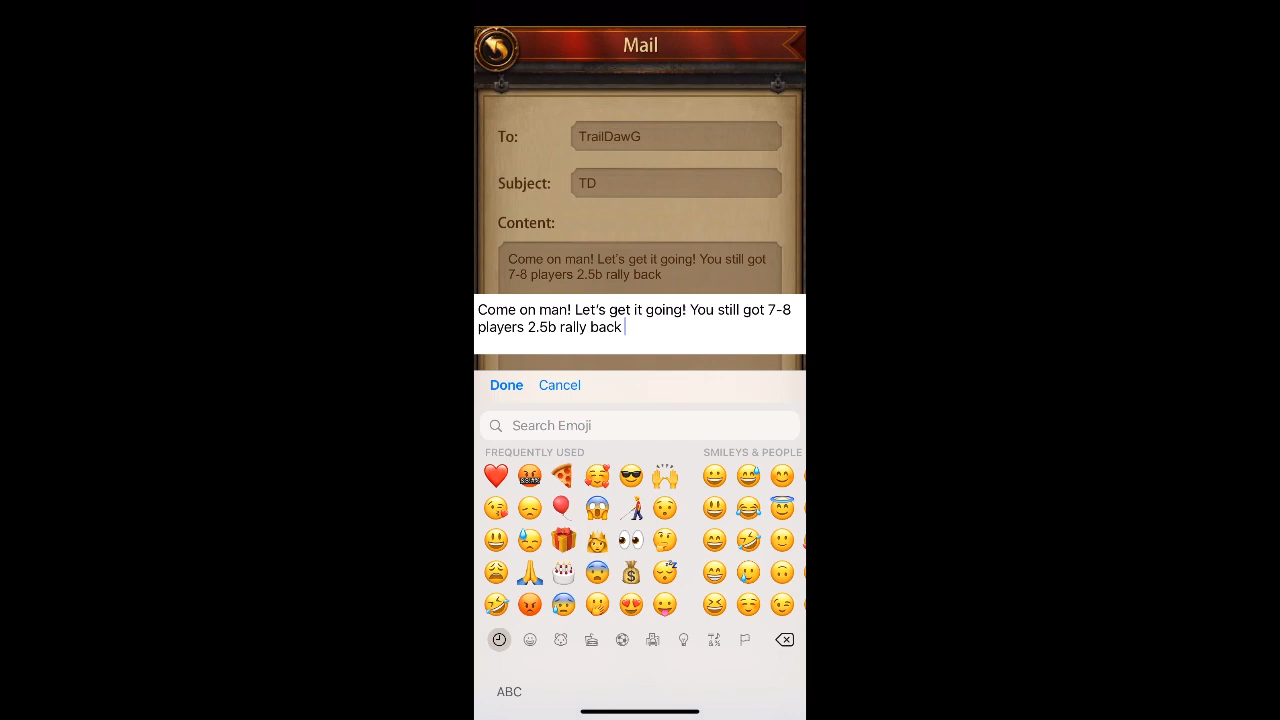 Mail
To:
TrailDawG
Subject:
TD
Content:
Come on man! Let's get it going! You still got
7-8 players 2.5b rally back
Come on man! Let's get it going! You still got 7-8
players 2.5b rally back
Done Cancel
Search Emoji
FREQUENTLY USED
SMILEYS & PEOPLE
ABC